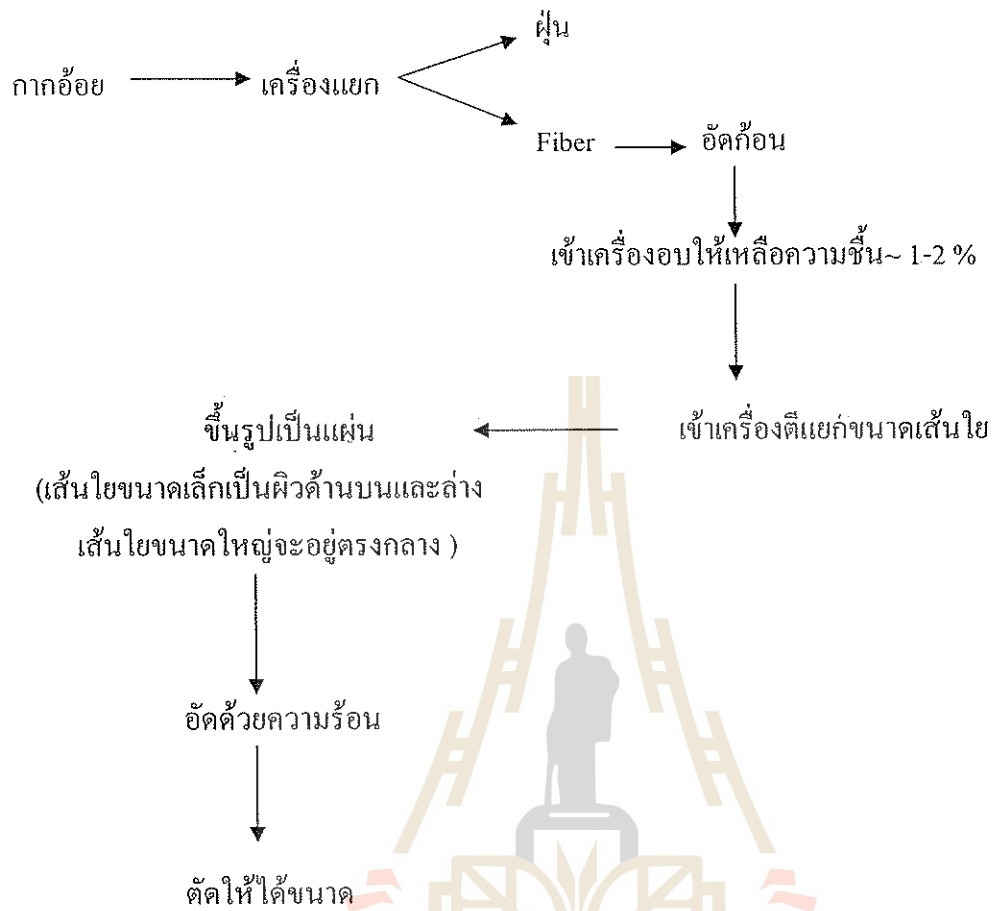 ฝุ่น
กากอ้อย
เครื่องแยก
Fiber
อัดก้อน
เข้าเครื่องอบให้เหลือความชื้น~ 1-2 %
เข้าเครื่องตีแยกขนาดเส้นใย
ขึ้นรูปเป็นแผ่น
(เส้นใยขนาดเล็กเป็นผิวด้านบนและล่าง
เส้นใยขนาดใหญ่จะอยู่ตรงกลาง )
อัดด้วยความร้อน
ตัดให้ได้ขนาด